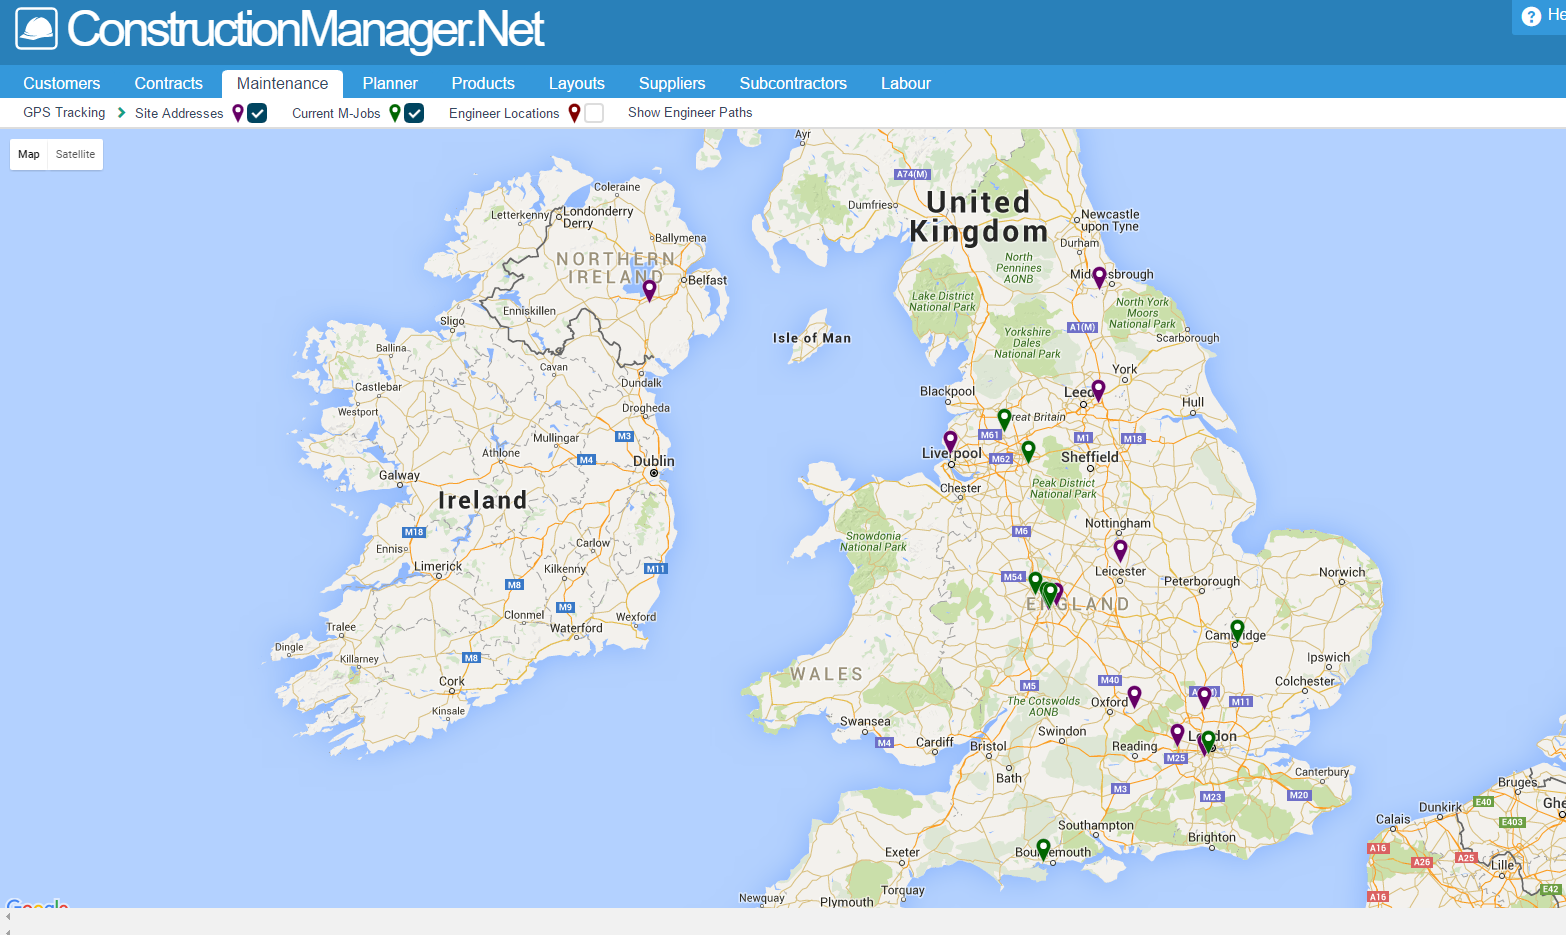 ConstructionManager.Net
He
Customers Contracts Maintenance Planner Products Layouts Suppliers Subcontractors Labour
GPS Tracking Site Addresses Current M-Jobs Engineer Locations Show Engineer Paths
Map Satellite
Ayr
A74(M)
Coleraine
United
Kingdom
Letterkenny
Londonderry
Derry
Dumfries
Newcastle
upon Tyne
Ballymena
Durham
NORTHERN
IRELAND
North
Pennines
AONB
Belfast
Lake District
National Park
North York
Moors
National Park
Enniskillen
Sligo
A1(M)
Isle of Man
Yorkshire
Dales
National Park
Scarborough
Ballina
Cavan
York
Castlebar
Dundalk
Blackpool
Westport
Drogheda
Hull
M3
Mullingar
M61
M1
M18
Athlone
M4
Dublin
Liverpool
M62
Sheffield
Galway
Chester
Peak District
National Park
Ireland
M18
M6
Nottingham
Ennis
Carlow
Snowdonia
National Park
Limerick
Kilkenny
M11
M54
Leicester
Peterborough
Norwich
M8
M9
ENGLAND
Clonmel
Wexford
Tralee
Waterford
Dingle
Killarney
M8
Ipswich
WALES
Cork
M5
M40
Colchester
Kinsale
The Cotswolds
AONB
Oxford
M11
Swansea
Swindon
M4
Cardiff
Bristol
Reading
M25
Bath
Canterbury
M3
M23
M20
Bruges
E40
Dunkirk
Ghe
Calais
E403
Southampton
Brighton
Exeter
A16
A26
A25
Lille
Torquay
E42
Newquay
Plymouth
A16
Google